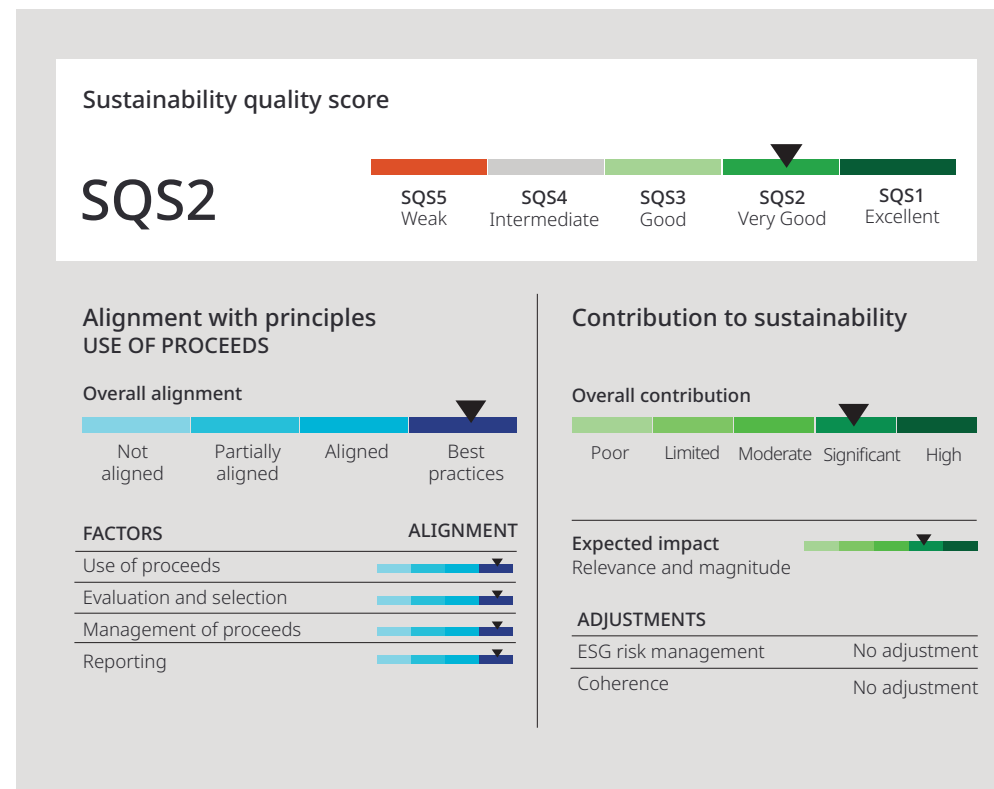 Sustainability quality score
SQS2
SQS5
Weak
SQS4
Intermediate
SQS3
Good
SQS2
Very Good
SQS1
Excellent
Alignment with principles
USE OF PROCEEDS
Overall alignment
Not
aligned
Partially
aligned
Aligned
Best
practices
FACTORS ALIGNMENT
Use of proceeds
Evaluation and selection
Management of proceeds
Reporting
Contribution to sustainability
Overall contribution
Poor
Limited
Moderate
Significant
High
Expected impact
Relevance and magnitude
ADJUSTMENTS
ESG risk management No adjustment
Coherence No adjustment